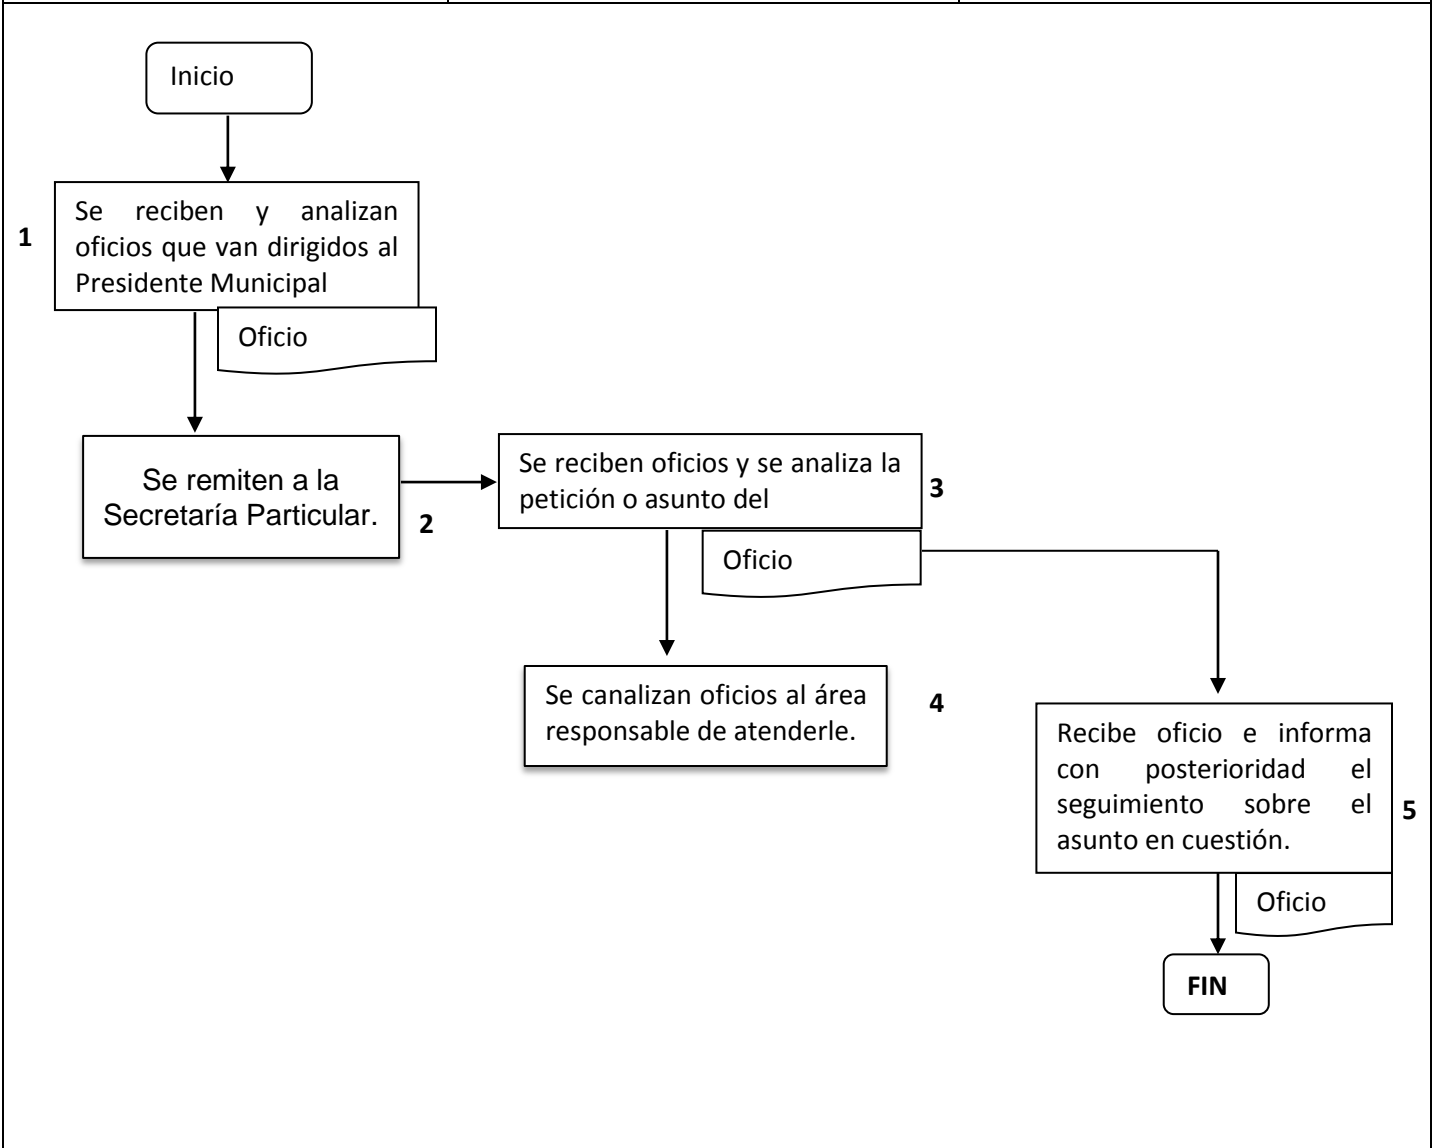 Inicio
1
Se reciben y analizan
oficios que van dirigidos al
Presidente Municipal
Oficio
Se remiten a la
Secretaría Particular.
2
Se reciben oficios y se analiza la
petición o asunto del
3
Oficio
Se canalizan oficios al área
responsable de atenderle.
4
Recibe oficio e informa
con posterioridad el
seguimiento sobre el
asunto en cuestión.
5
Oficio
FIN